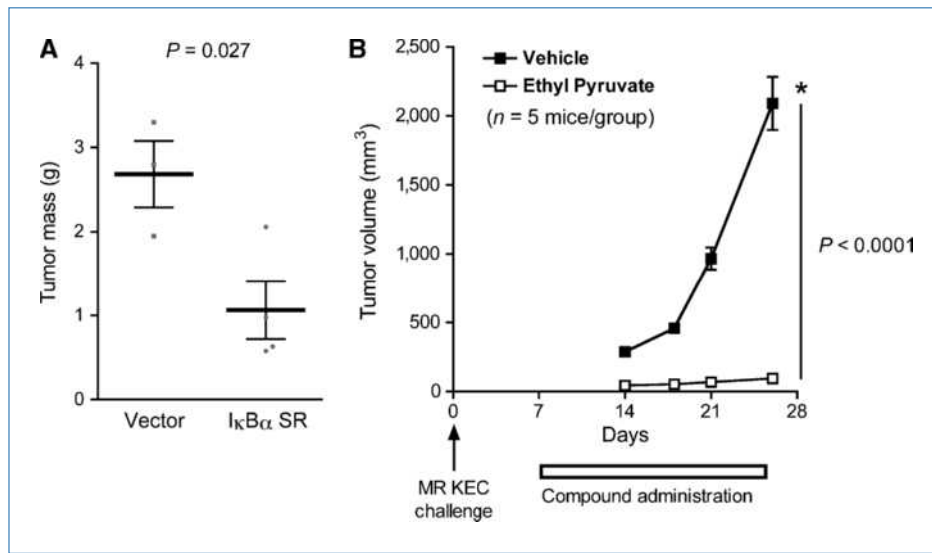 A
P = 0.027
Tumor mass (g)
4
3
2
1
0
Vector
IκBα SR
B
Vehicle
Ethyl Pyruvate
(n = 5 mice/group)
Tumor volume (mm³)
2,500
2,000
1,500
1,000
500
0
*
P < 0.0001
0
7
14
21
28
Days
MR KEC
challenge
Compound administration